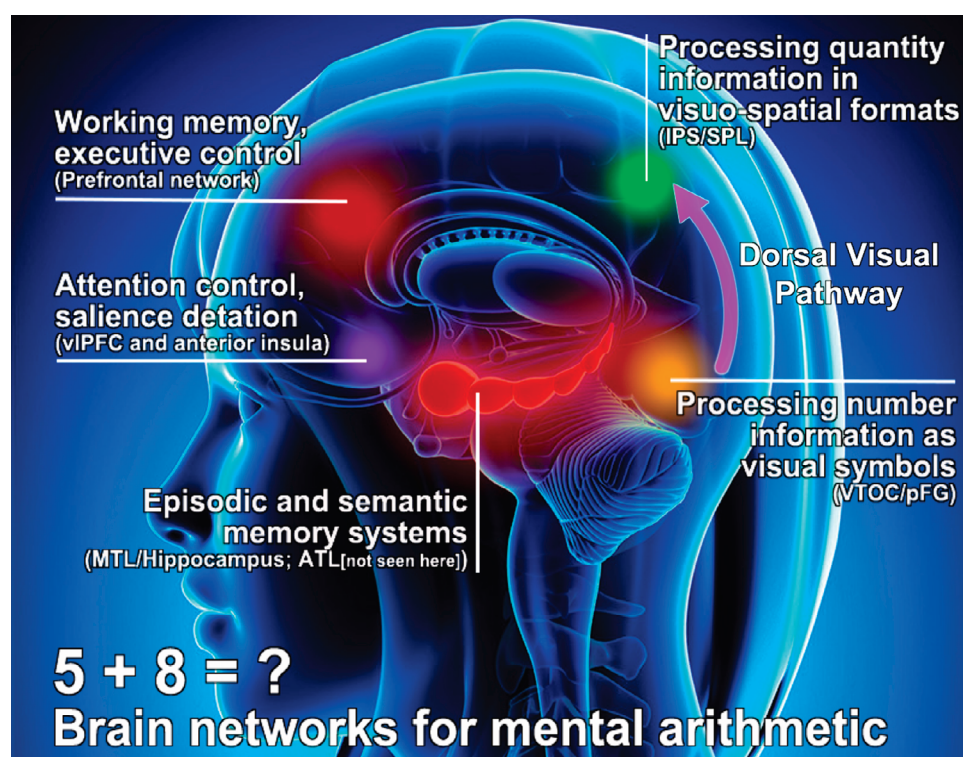 Processing quantity
information in
visuo-spatial formats
(IPS/SPL)
Working memory,
executive control
(Prefrontal network)
Dorsal Visual
Pathway
Attention control,
salience detation
(vlPFC and anterior insula)
Processing number
information as
visual symbols
(VTOC/pFG)
Episodic and semantic
memory systems
(MTL/Hippocampus; ATL[not seen here])
5 + 8 = ?
Brain networks for mental arithmetic